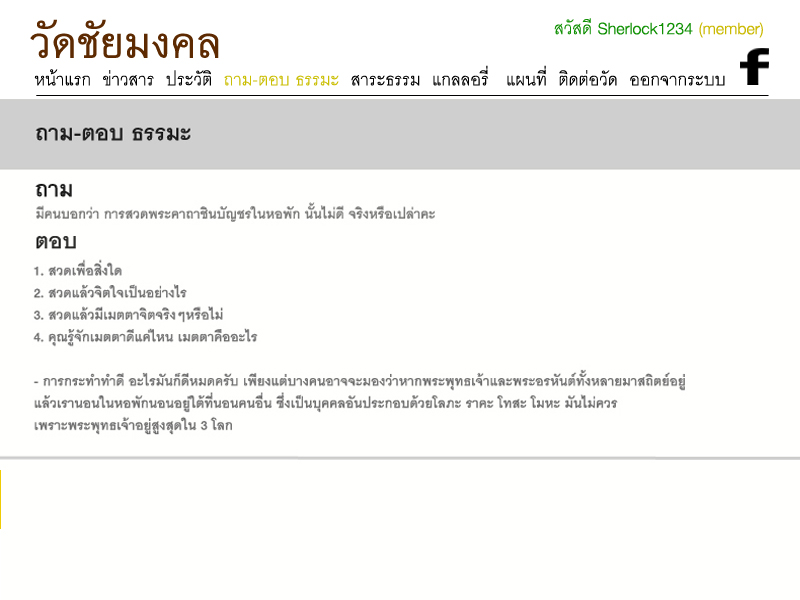 วัดชัยมงคล
สวัสดี Sherlock1234 (member)
หน้าแรก ข่าวสาร ประวัติ ถาม-ตอบ ธรรมะ สาระธรรม แกลลอรี่ แผนที่ ติดต่อวัด ออกจากระบบ
f
ถาม-ตอบ ธรรมะ
ถาม
มีคนบอกว่า การสวดพระคาถาชินบัญชรในหอพัก นั้นไม่ดี จริงหรือเปล่าคะ
ตอบ
1. สวดเพื่อสิ่งใด
2. สวดแล้วจิตใจเป็นอย่างไร
3. สวดแล้วมีเมตตาจิตจริงๆหรือไม่
4. คุณรู้จักเมตตาดีแค่ไหน เมตตาคืออะไร
- การกระทำทำดี อะไรมันก็ดีหมดครับ เพียงแต่บางคนอาจจะมองว่าหากพระพุทธเจ้าและพระอรหันต์ทั้งหลายมาสถิตย์อยู่
แล้วเรานอนในหอพักนอนอยู่ใต้ที่นอนคนอื่น ซึ่งเป็นบุคคลอันประกอบด้วยโลภะ ราคะ โทสะ โมหะ มันไม่ควร
เพราะพระพุทธเจ้าอยู่สูงสุดใน 3 โลก